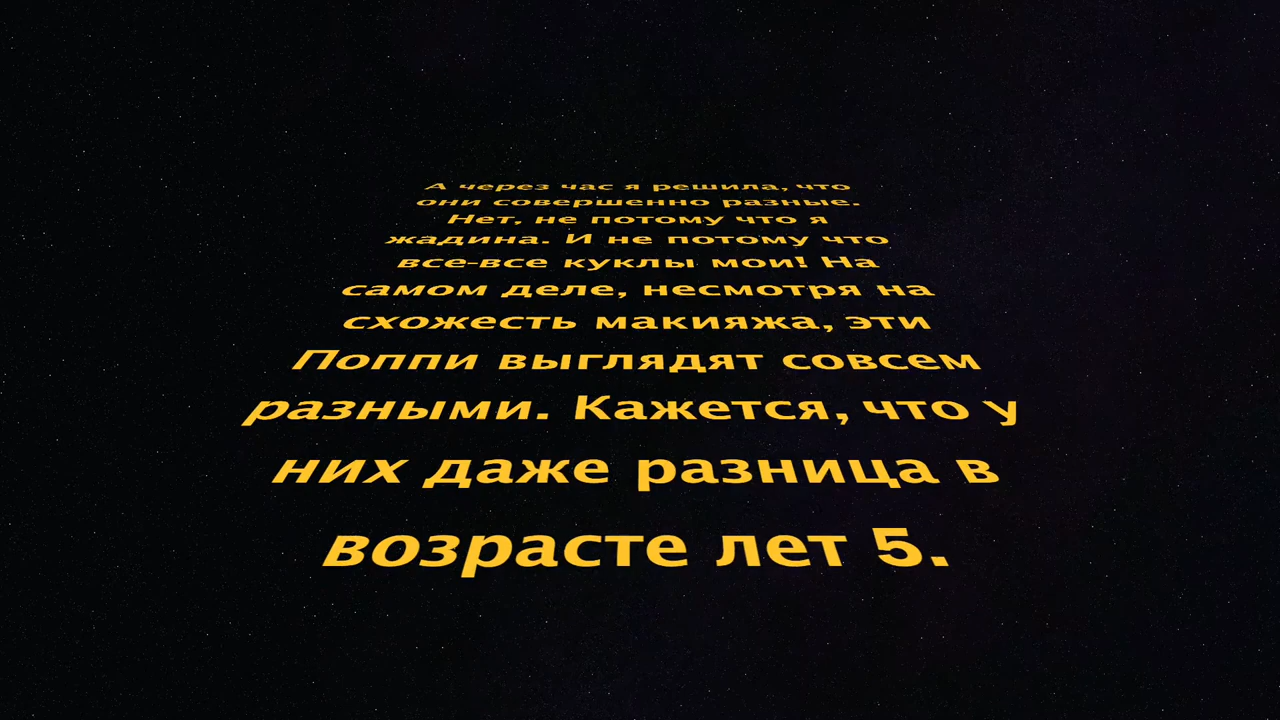 А через час я решила, что
они совершенно разные.
Нет, не потому что я
жадина. И не потому что
все-все куклы мои! На
самом деле, несмотря на
схожесть макияжа, эти
Поппи выглядят совсем
разными. Кажется, что у
них даже разница в
возрасте лет 5.